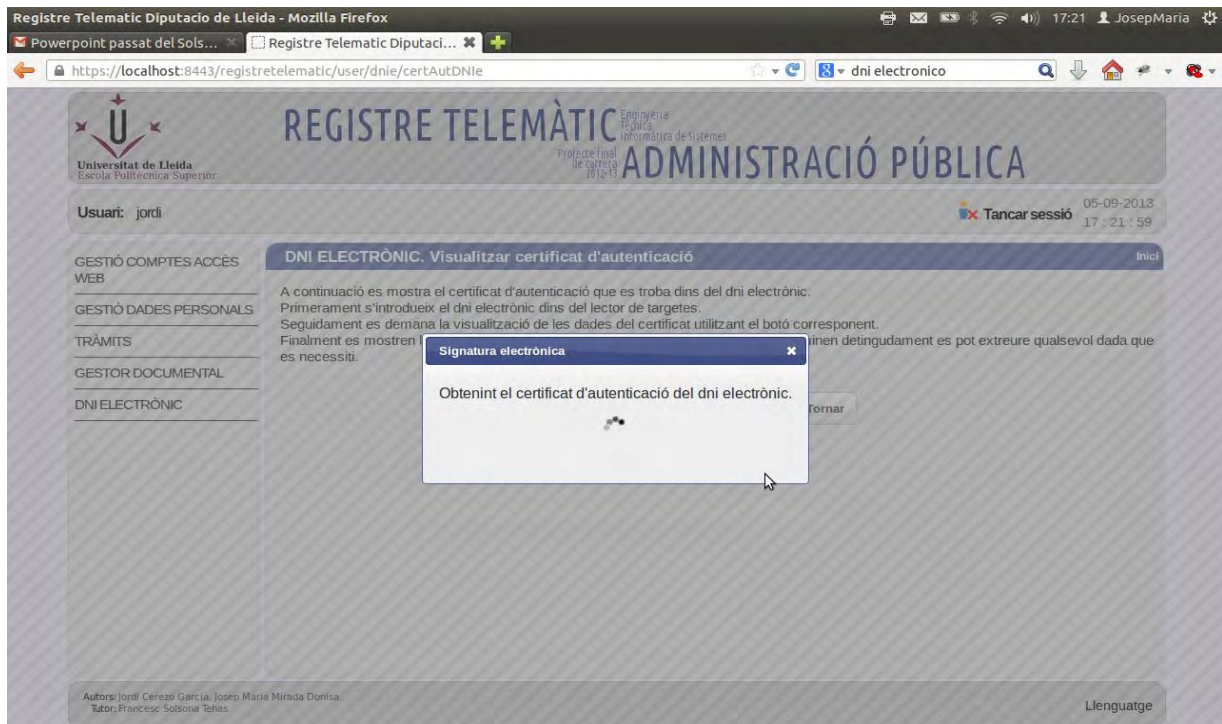 Registre Telematic Diputacio de Lleida - Mozilla Firefox
17:21 JosepMaria
Powerpoint passat del Sols...
Registre Telematic Diputaci...
https://localhost:8443/registretelematic/user/dnie/certAutDNIe
dni electronico
Universitat de Lleida
Escola Politècnica Superior
REGISTRE TELEMÀTIC
Enginyeria
Tècnica
Informàtica de Sistemes
Projecte final
de carrera
2012-13
ADMINISTRACIÓ PÚBLICA
Usuari: jordi
Tancar sessió
05-09-2013
17 : 21 : 59
GESTIÓ COMPTES ACCÈS
WEB
GESTIÓ DADES PERSONALS
TRÀMITS
GESTOR DOCUMENTAL
DNI ELECTRÒNIC
DNI ELECTRÒNIC. Visualitzar certificat d'autenticació
Inici
A continuació es mostra el certificat d'autenticació que es troba dins del dni electrònic.
Primerament s'introdueix el dni electrònic dins del lector de targetes.
Seguidament es demana la visualització de les dades del certificat utilitzant el botó corresponent.
Finalment es mostren
detingudament es pot extreure qualsevol dada que
es necessiti.
Signatura electrònica
Obtenint el certificat d'autenticació del dni electrònic.
Tornar
Autors: Jordi Cerezo Garcia, Josep Maria Mirada Donisa
Tutor: Francesc Solsona Tehas
Llenguatge